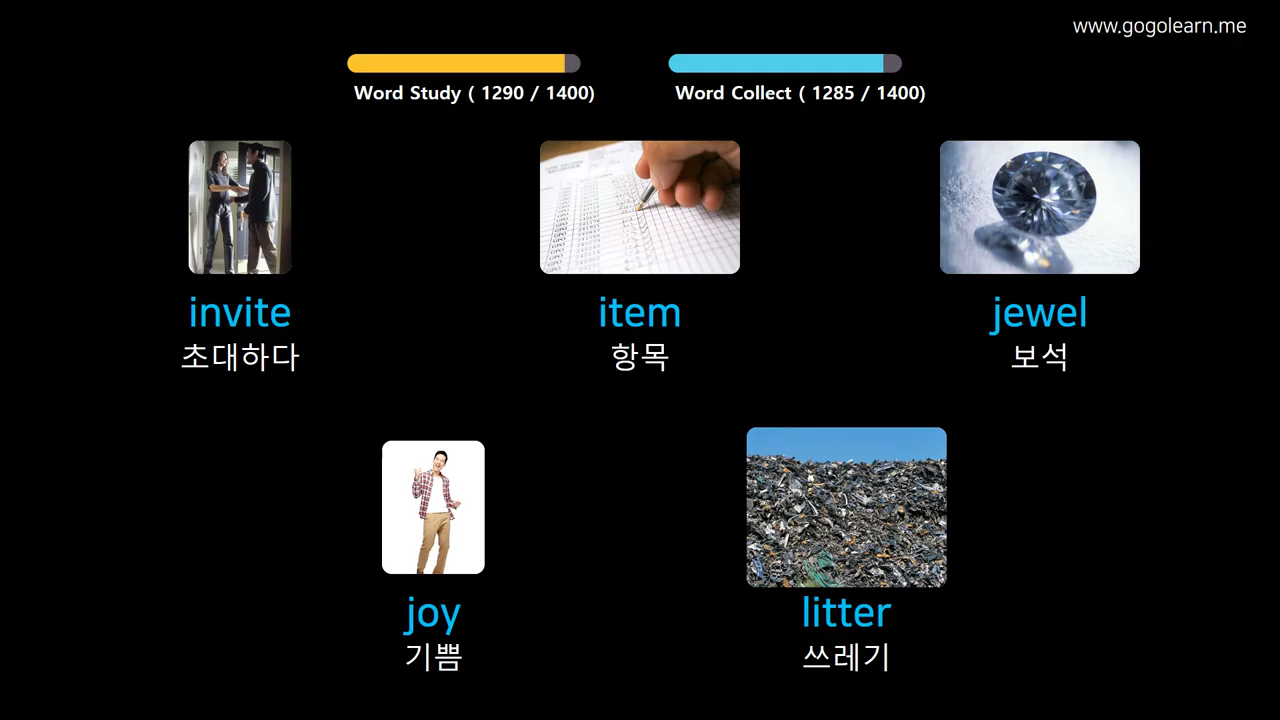 www.gogolearn.me
Word Study ( 1290 / 1400)
Word Collect ( 1285 / 1400)
invite
초대하다
item
항목
jewel
보석
joy
기쁨
litter
쓰레기